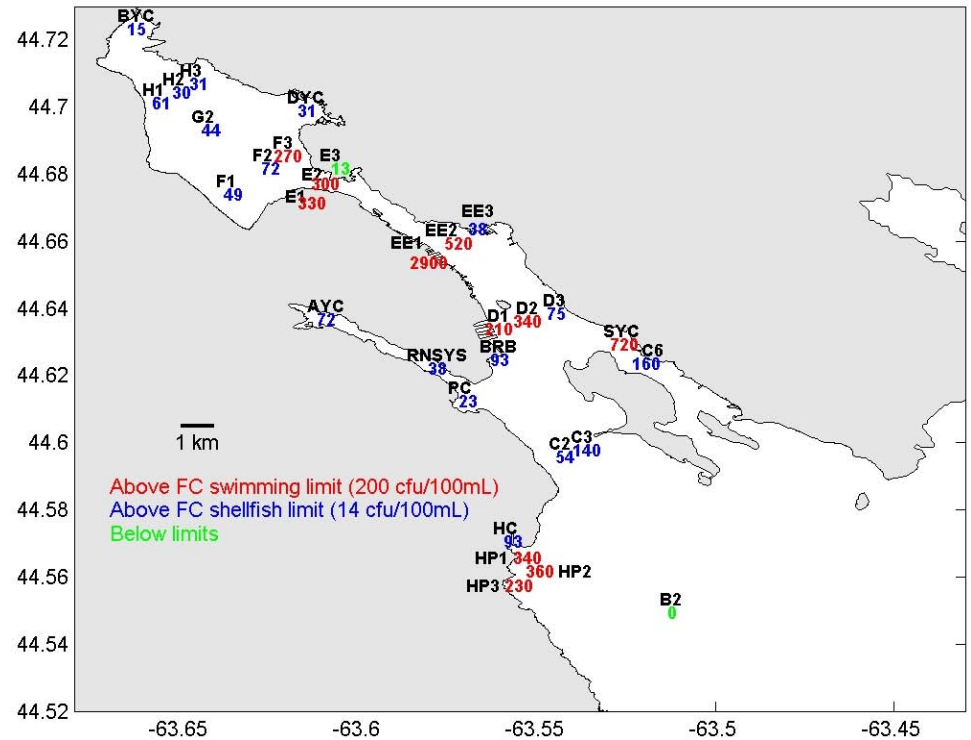 44.72
44.7
44.68
44.66
44.64
44.62
44.6
44.58
44.56
44.54
44.52
BYC
15
H3
31
H2
30
H1
61
DYC
31
G2
44
F3
270
F2
72
E3
13
E2
300
F1
49
E1
330
EE3
38
EE2
520
EE1
2900
AYC
72
D3
75
D2
340
D1
210
SYC
720
BRB
93
C6
160
RNSYS
38
PC
23
C3
140
C2
54
1 km
Above FC swimming limit (200 cfu/100mL)
Above FC shellfish limit (14 cfu/100mL)
Below limits
HC
93
HP1 340
360 HP2
HP3 230
B2
0
-63.65
-63.6
-63.55
-63.5
-63.45